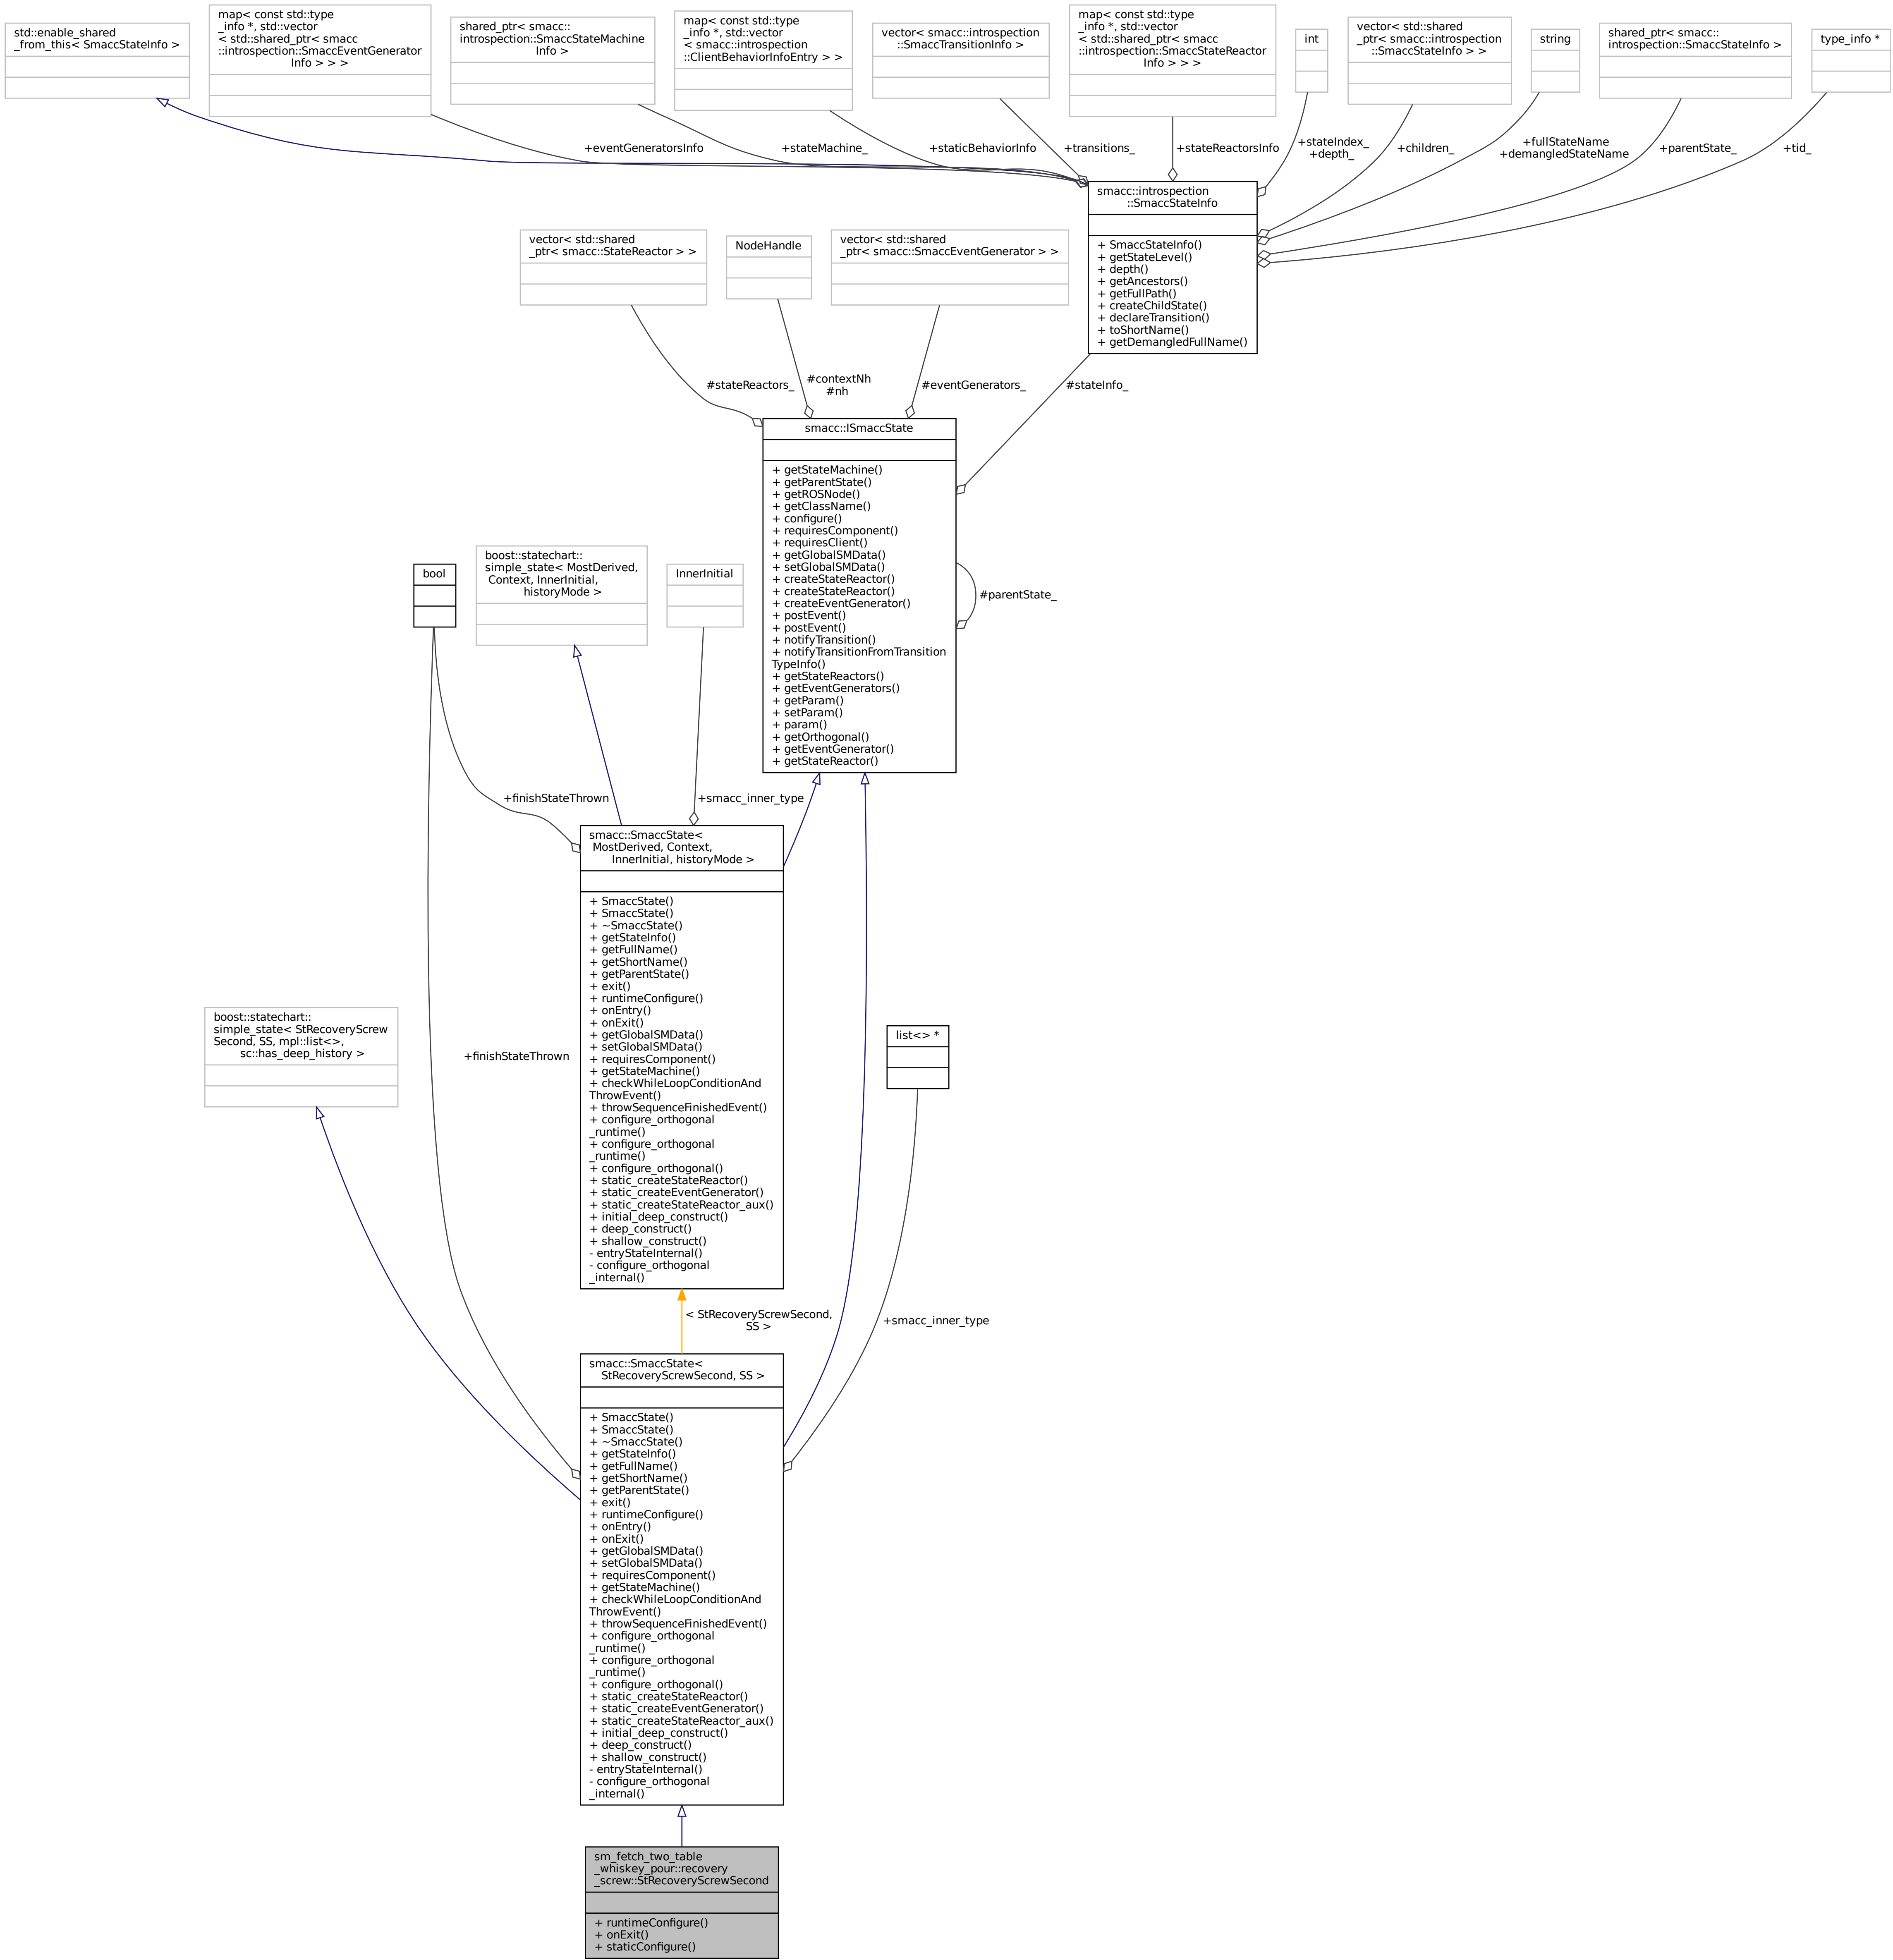 std::enable_shared
_from_this< SmaccStateInfo >
map< const std::type
_info *, std::vector
< std::shared_ptr< smacc
::introspection::SmaccEventGenerator
Info > > >
shared_ptr< smacc::
introspection::SmaccStateMachine
Info >
map< const std::type
_info *, std::vector
< smacc::introspection
::ClientBehaviorInfoEntry > >
vector< smacc::introspection
::SmaccTransitionInfo >
map< const std::type
_info *, std::vector
< std::shared_ptr< smacc
::introspection::SmaccStateReactor
Info > > >
int
vector< std::shared
_ptr< smacc::introspection
::SmaccStateInfo > >
string
shared_ptr< smacc::
introspection::SmaccStateInfo >
type_info *
+eventGeneratorsInfo
+stateMachine_
+staticBehaviorInfo
+transitions_
+stateReactorsInfo
+stateIndex_
+depth_
+children_
+fullStateName
+demangledStateName
+parentState_
+tid_
smacc::introspection
::SmaccStateInfo
+ SmaccStateInfo()
+ getStateLevel()
+ depth()
+ getAncestors()
+ getFullPath()
+ createChildState()
+ declareTransition()
+ toShortName()
+ getDemangledFullName()
vector< std::shared
_ptr< smacc::StateReactor > >
NodeHandle
vector< std::shared
_ptr< smacc::SmaccEventGenerator > >
#stateReactors_
#contextNh
#nh
#eventGenerators_
#stateInfo_
smacc::ISmaccState
+ getStateMachine()
+ getParentState()
+ getROSNode()
+ getClassName()
+ configure()
+ requiresComponent()
+ requiresClient()
+ getGlobalSMData()
+ setGlobalSMData()
+ createStateReactor()
+ createStateReactor()
+ createEventGenerator()
+ postEvent()
+ postEvent()
+ notifyTransition()
+ notifyTransitionFromTransition
TypeInfo()
+ getStateReactors()
+ getEventGenerators()
+ getParam()
+ setParam()
+ param()
+ getOrthogonal()
+ getEventGenerator()
+ getStateReactor()
#parentState_
bool
boost::statechart::
simple_state< MostDerived,
Context, InnerInitial,
historyMode >
InnerInitial
+finishStateThrown
+smacc_inner_type
smacc::SmaccState<
MostDerived, Context,
InnerInitial, historyMode >
+ SmaccState()
+ SmaccState()
+ ~SmaccState()
+ getStateInfo()
+ getFullName()
+ getShortName()
+ getParentState()
+ exit()
+ runtimeConfigure()
+ onEntry()
+ onExit()
+ getGlobalSMData()
+ setGlobalSMData()
+ requiresComponent()
+ getStateMachine()
+ checkWhileLoopConditionAnd
ThrowEvent()
+ throwSequenceFinishedEvent()
+ configure_orthogonal
_runtime()
+ configure_orthogonal
_runtime()
+ configure_orthogonal()
+ static_createStateReactor()
+ static_createEventGenerator()
+ static_createStateReactor_aux()
+ initial_deep_construct()
+ deep_construct()
+ shallow_construct()
- entryStateInternal()
- configure_orthogonal
_internal()
boost::statechart::
simple_state< StRecoveryScrew
Second, SS, mpl::list<>,
sc::has_deep_history >
+finishStateThrown
list<> *
< StRecoveryScrewSecond,
SS >
+smacc_inner_type
smacc::SmaccState<
StRecoveryScrewSecond, SS >
+ SmaccState()
+ SmaccState()
+ ~SmaccState()
+ getStateInfo()
+ getFullName()
+ getShortName()
+ getParentState()
+ exit()
+ runtimeConfigure()
+ onEntry()
+ onExit()
+ getGlobalSMData()
+ setGlobalSMData()
+ requiresComponent()
+ getStateMachine()
+ checkWhileLoopConditionAnd
ThrowEvent()
+ throwSequenceFinishedEvent()
+ configure_orthogonal
_runtime()
+ configure_orthogonal
_runtime()
+ configure_orthogonal()
+ static_createStateReactor()
+ static_createEventGenerator()
+ static_createStateReactor_aux()
+ initial_deep_construct()
+ deep_construct()
+ shallow_construct()
- entryStateInternal()
- configure_orthogonal
_internal()
sm_fetch_two_table
_whiskey_pour::recovery
_screw::StRecoveryScrewSecond
+ runtimeConfigure()
+ onExit()
+ staticConfigure()